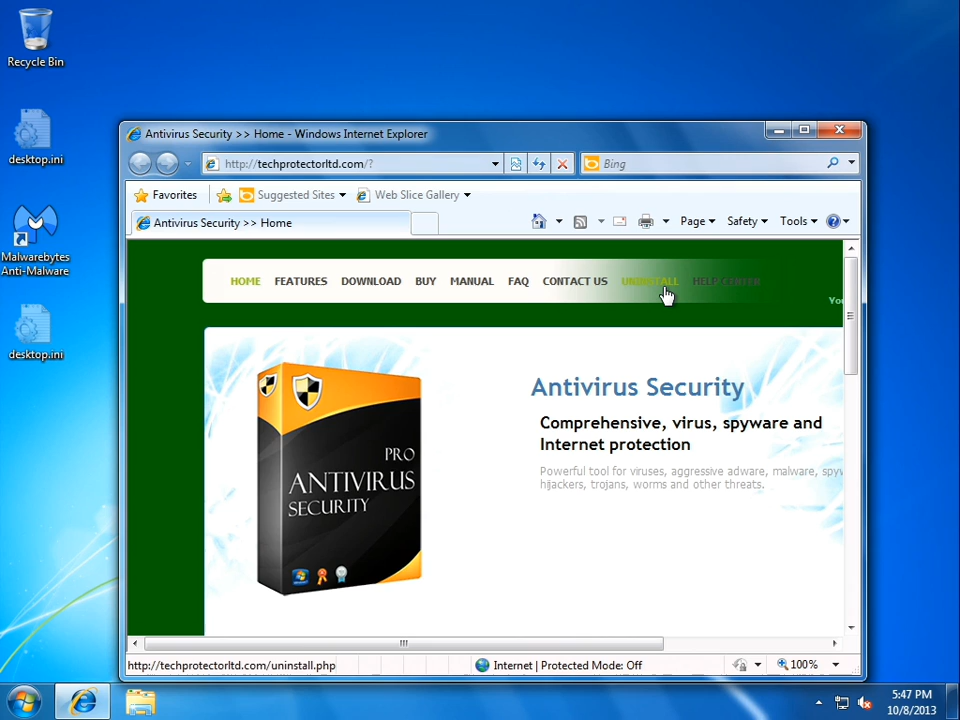 Recycle Bin
desktop.ini
Malwarebytes
Anti-Malware
desktop.ini
Antivirus Security >> Home - Windows Internet Explorer
http://techprotectorltd.com/?
Bing
Favorites
Suggested Sites
Web Slice Gallery
Antivirus Security >> Home
Page
Safety
Tools
HOME FEATURES DOWNLOAD BUY MANUAL FAQ CONTACT US UNINSTALL HELP CENTER
You
PRO
ANTIVIRUS
SECURITY
Antivirus Security
Comprehensive, virus, spyware and
Internet protection
Powerful tool for viruses, aggressive adware, malware, spyw
hijackers, trojans, worms and other threats.
http://techprotectorltd.com/uninstall.php
Internet | Protected Mode: Off
100%
5:47 PM
10/8/2013